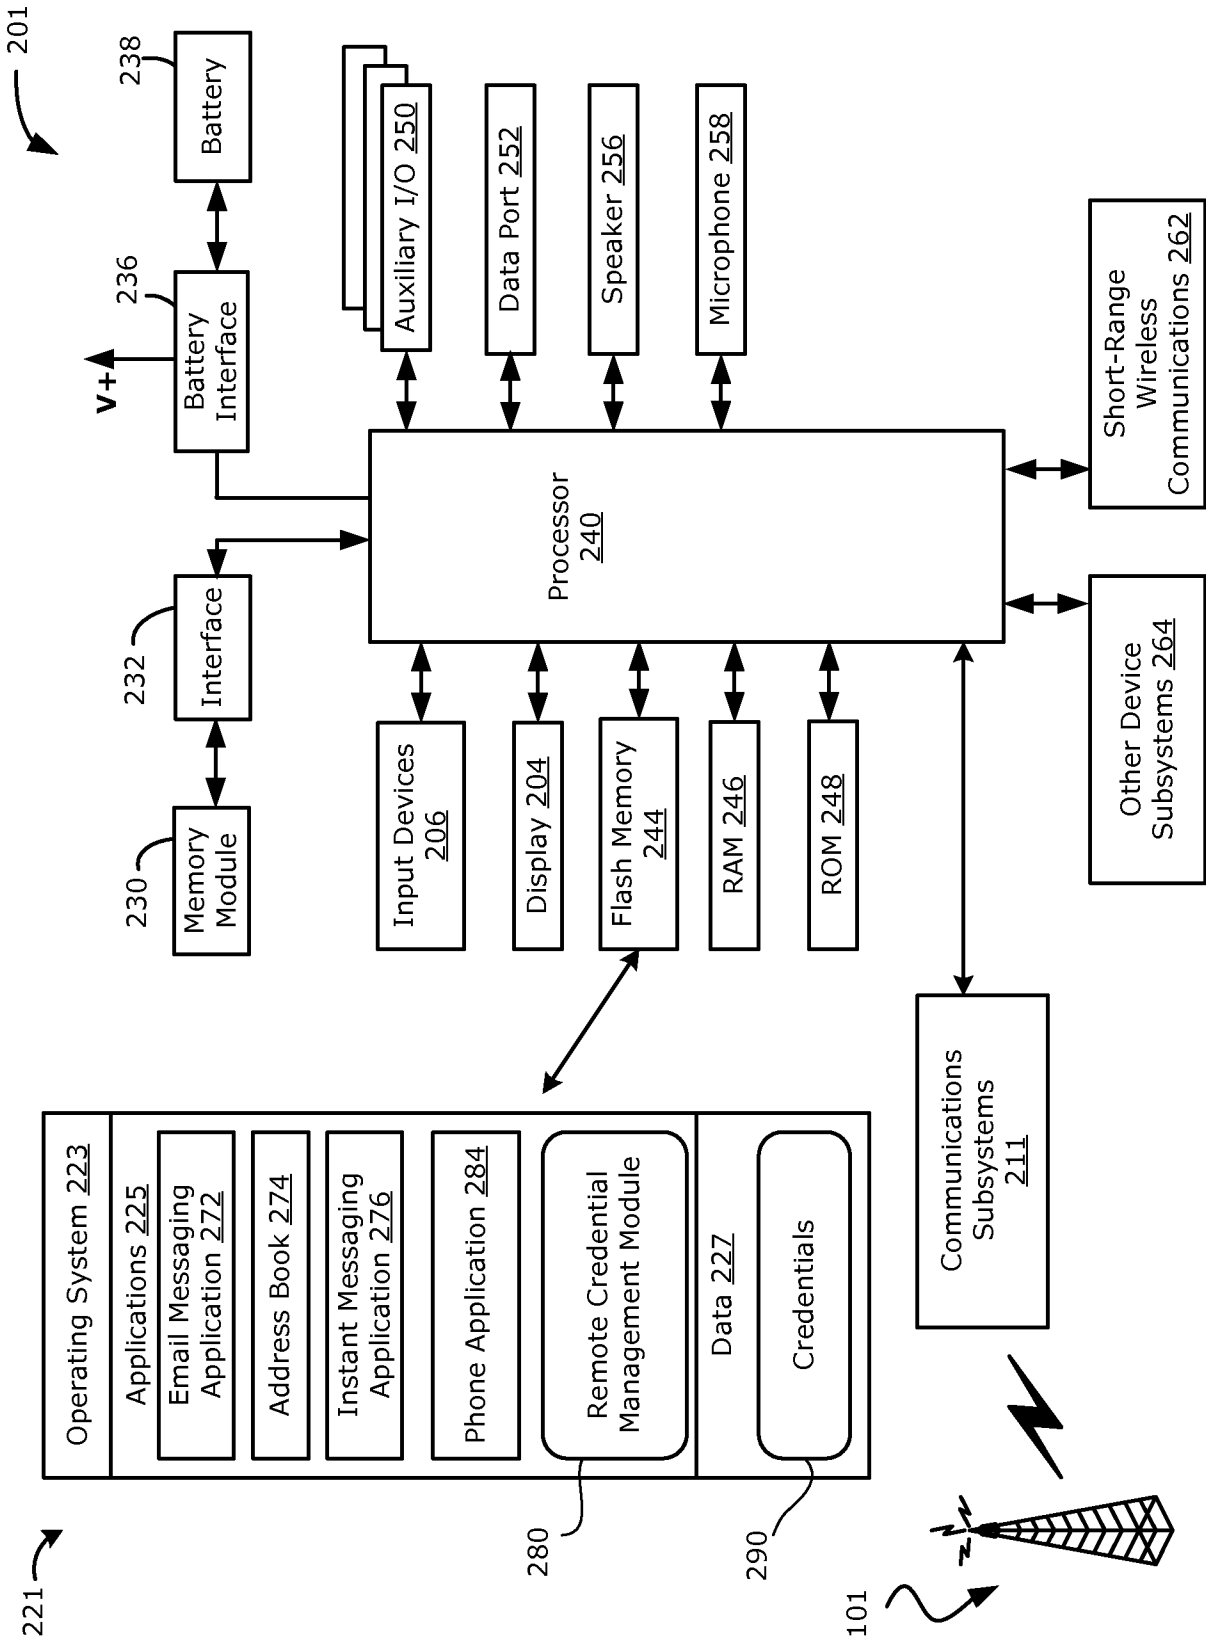 201
221
Operating System 223
Applications 225
Email Messaging
Application 272
Address Book 274
Instant Messaging
Application 276
Phone Application 284
Remote Credential
Management Module
280
Data 227
Credentials
290
101
230
Memory
Module
232
Interface
V+
236
Battery
Interface
238
Battery
Input Devices
206
Display 204
Flash Memory
244
RAM 246
ROM 248
Processor
240
Auxiliary I/O 250
Data Port 252
Speaker 256
Microphone 258
Communications
Subsystems
211
Other Device
Subsystems 264
Short-Range
Wireless
Communications 262